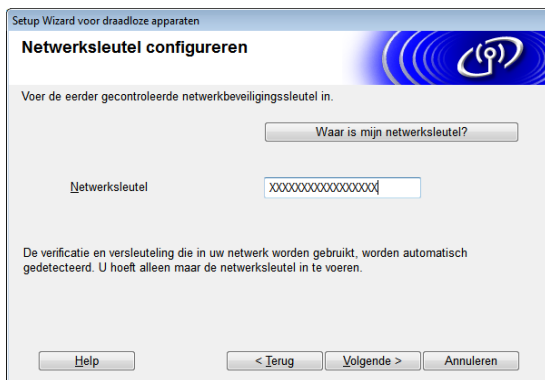 Setup Wizard voor draadloze apparaten
Netwerksleutel configureren
Voer de eerder gecontroleerde netwerkbeveiligingssleutel in.
Waar is mijn netwerksleutel?
Netwerksleutel XXXXXXXXXXXXXXXXX
De verificatie en versleuteling die in uw netwerk worden gebruikt, worden automatisch
gedetecteerd. U hoeft alleen maar de netwerksleutel in te voeren.
Help < Terug Volgende > Annuleren